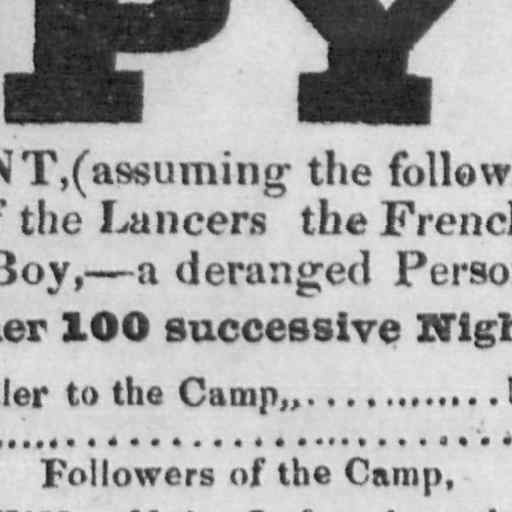 PY
NT,(assuming the follow
f the Lancers the French
Boy,—a deranged Perso
er 100 successive Nigh
ler to the Camp,,
Followers of the Camp,